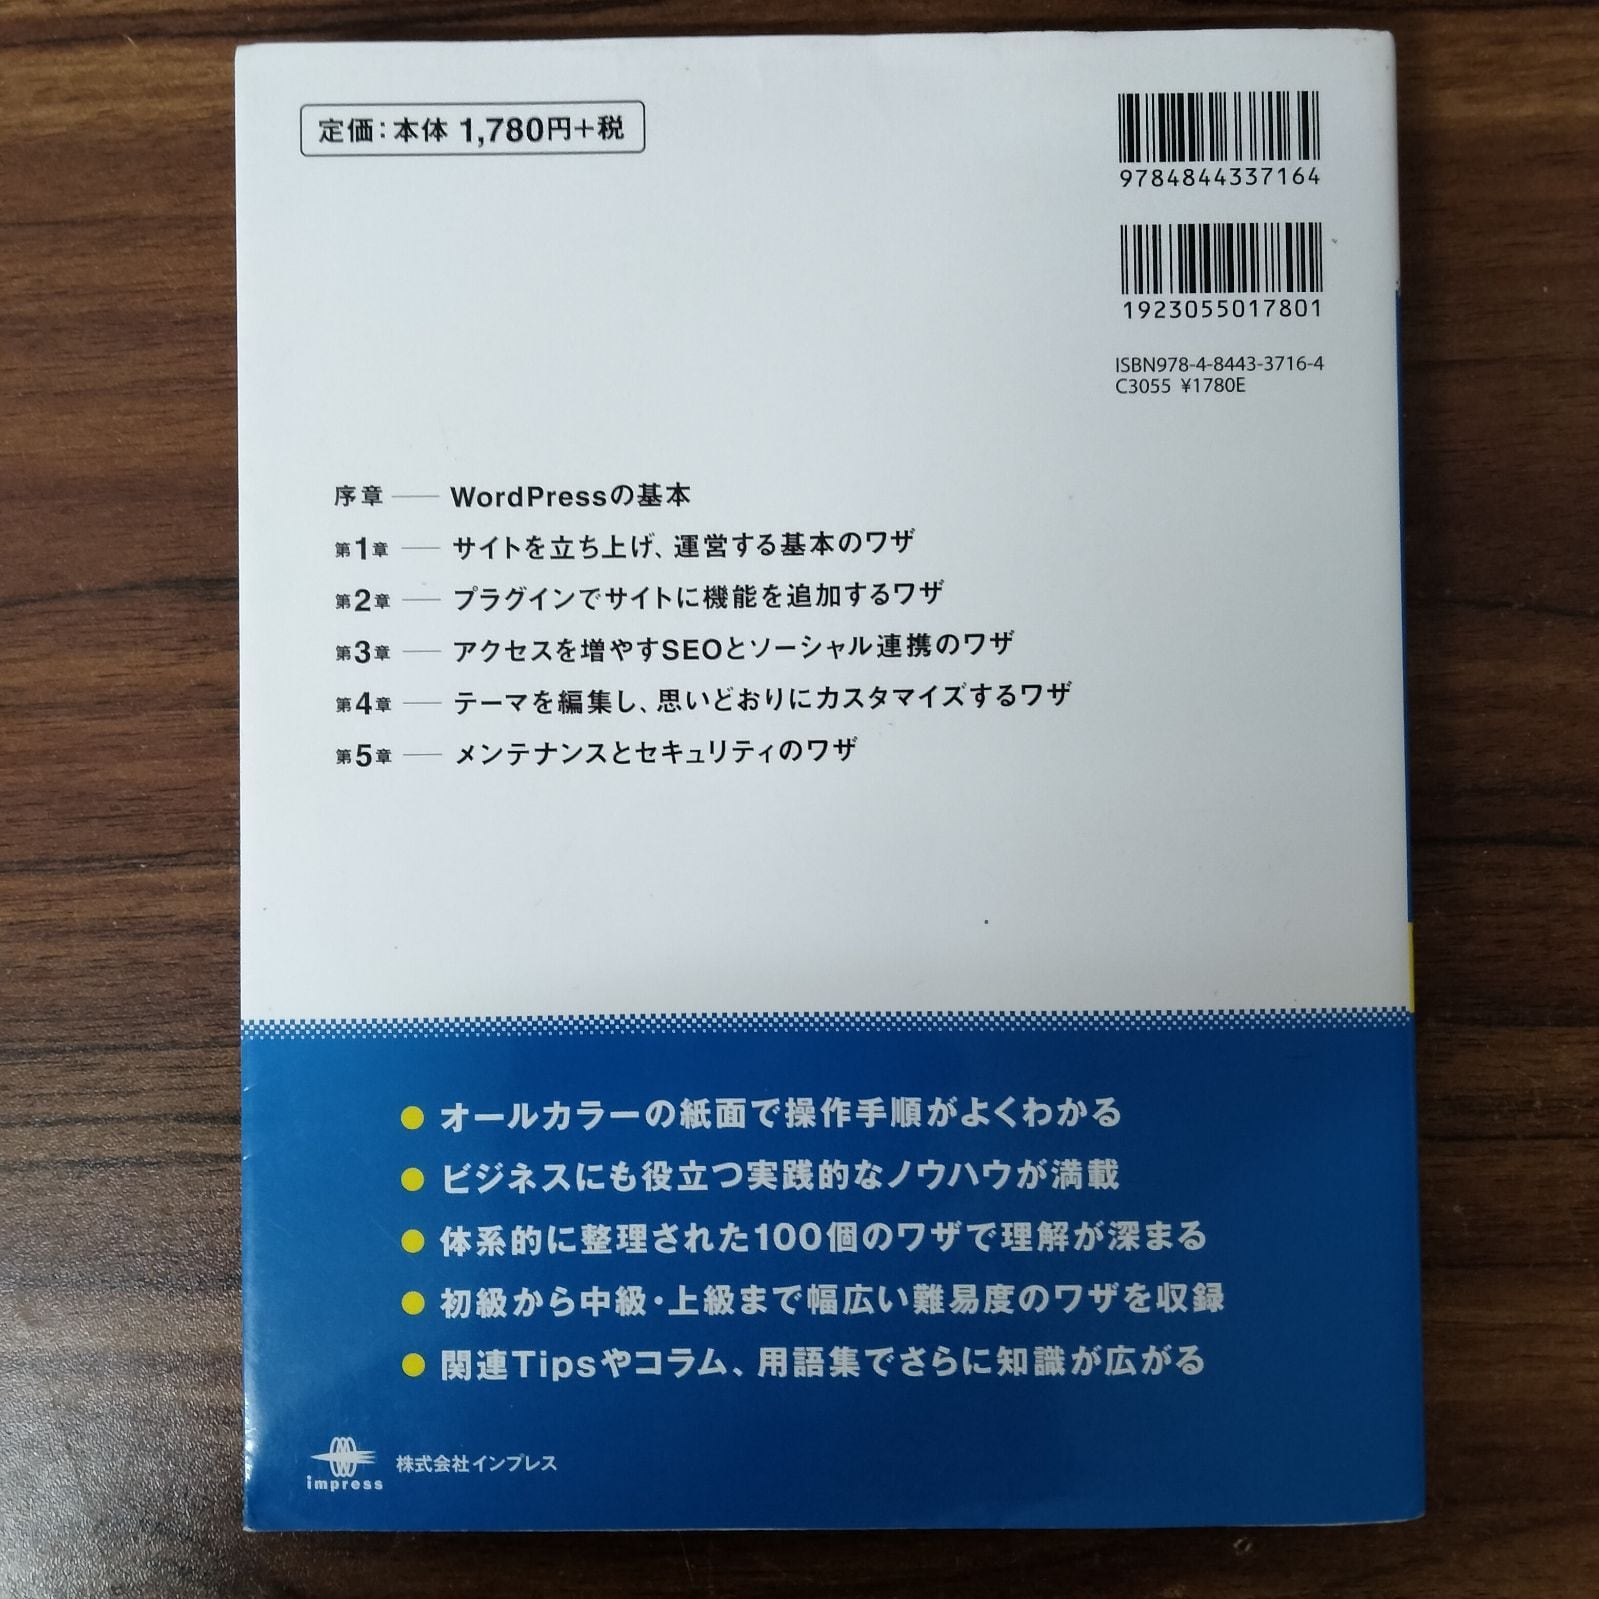 定価：本体 1,780円＋税
9784844337164
1923055017801
ISBN978-4-8443-3716-4
C3055 ¥1780E
序章 WordPressの基本
第1章 サイトを立ち上げ、運営する基本のワザ
第2章 プラグインでサイトに機能を追加するワザ
第3章 アクセスを増やすSEOとソーシャル連携のワザ
第4章 テーマを編集し、思いどおりにカスタマイズするワザ
第5章 メンテナンスとセキュリティのワザ
● オールカラーの紙面で操作手順がよくわかる
● ビジネスにも役立つ実践的なノウハウが満載
● 体系的に整理された100個のワザで理解が深まる
● 初級から中級・上級まで幅広い難易度のワザを収録
● 関連Tipsやコラム、用語集でさらに知識が広がる
impress 株式会社インプレス